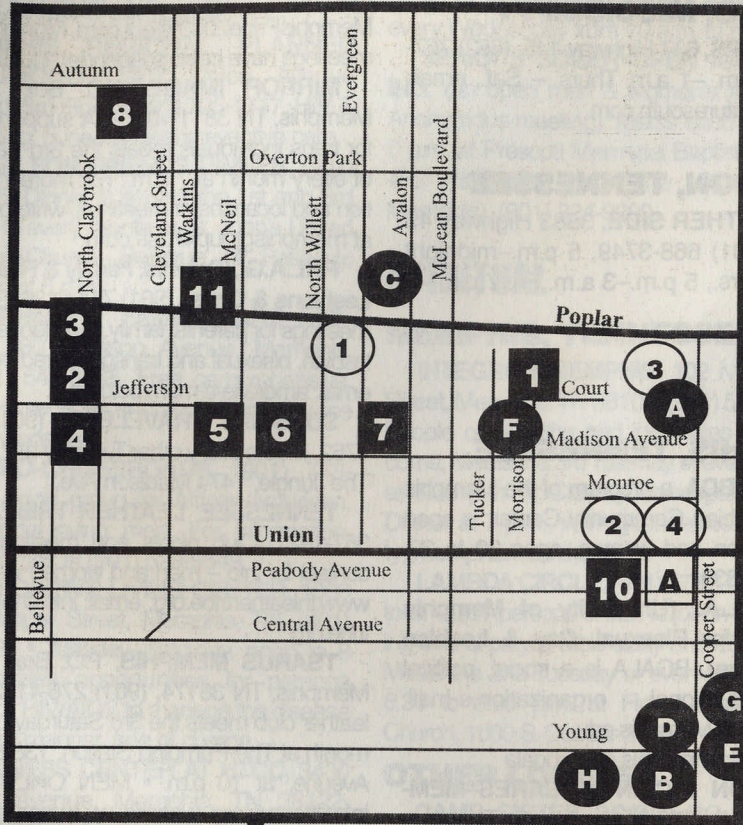 Autunm
8
Evergreen
Overton Park
North Claybrook
Cleveland Street
Watkins
McNeil
North Willett
Avalon
McLean Boulevard
C
11
Poplar
3
1
3
2
Jefferson
1
Court
A
4
5
6
7
F
Madison Avenue
Tucker
Morrison
Monroe
2
4
Union
Peabody Avenue
10
A
Bellevue
Central Avenue
Cooper Street
G
Young
D
E
H
B